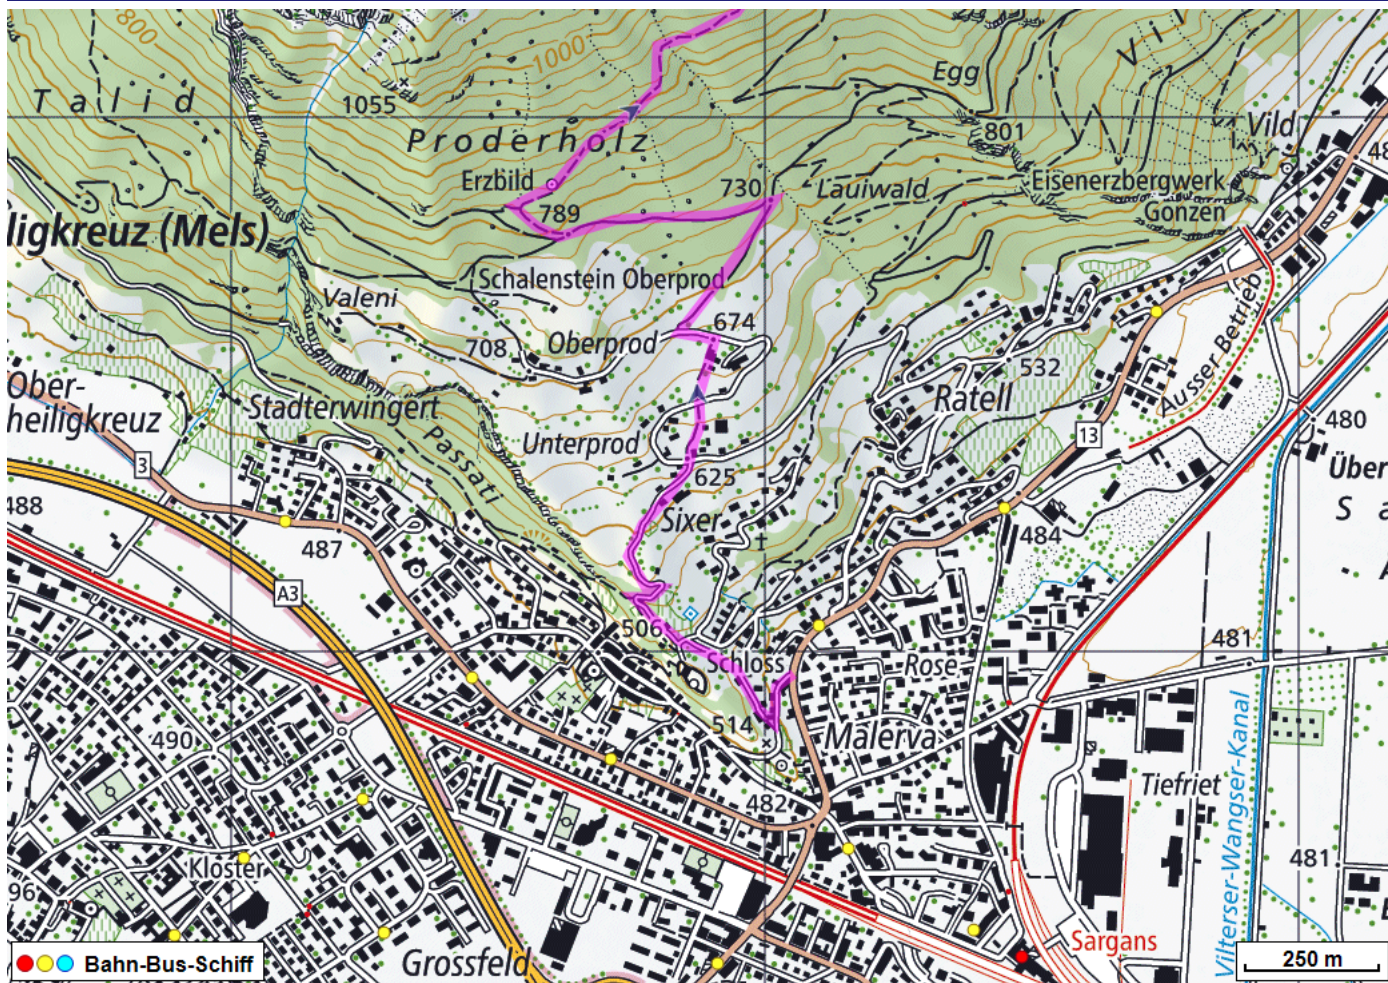 800
1000
Talid
1055
Egg
801
Vild
48
Proderholz
Erzbild
730
Lauiwald
Eisenerzbergwerk
Gonzen
789
ligkreuz (Mels)
Schalenstein Oberprod
Valeni
674
708
Oberprod
532
Ausser Betrieb
Ober-
heiligkreuz
Stadterwingert
Ratell
Passati
Unterprod
13
480
3
625
Über
488
Sixer
S a
487
484
A3
506
481
Schloss
Rose
514
Malerva
490
482
Tiefriet
Vilterser-Wangser-Kanal
481
Kloster
96
Sargans
Grossfeld
Bahn-Bus-Schiff
250 m